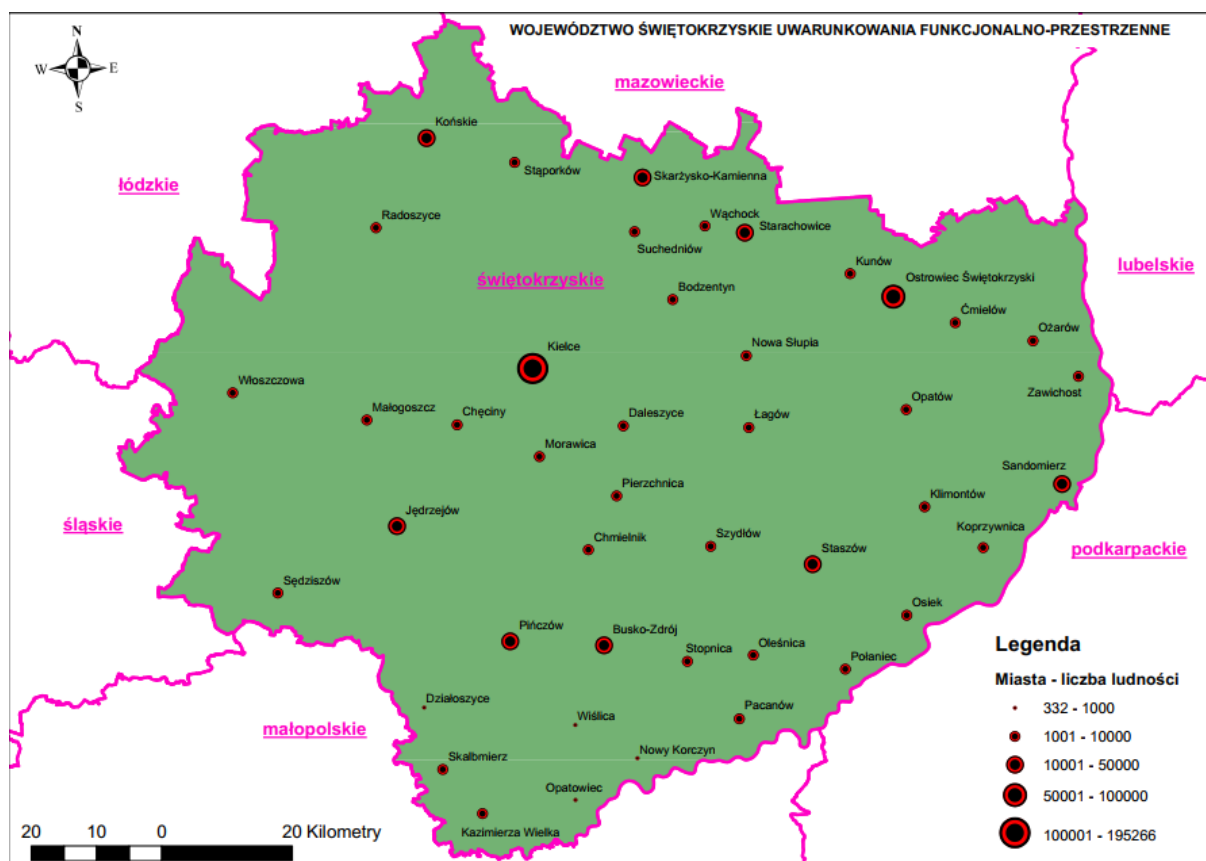 WOJEWÓDZTWO ŚWIĘTOKRZYSKIE UWARUNKOWANIA FUNKCJONALNO-PRZESTRZENNE
N
W E
S
mazowieckie
Końskie
Stąporków
Skarżysko-Kamienna
łódzkie
Radoszyce
Wąchock
Starachowice
Suchedniów
Kunów
lubelskie
świętokrzyskie
Ostrowiec Świętokrzyski
Bodzentyn
Ćmielów
Ożarów
Kielce
Nowa Słupia
Włoszczowa
Zawichost
Opatów
Małogoszcz
Chęciny
Daleszyce
Łagów
Morawica
Sandomierz
Pierzchnica
Klimontów
śląskie
Jędrzejów
Koprzywnica
Chmielnik
Szydłów
Staszów
podkarpackie
Sędziszów
Osiek
Pińczów
Busko-Zdrój
Stopnica
Oleśnica
Połaniec
Działoszyce
Wiślica
Pacanów
małopolskie
Skalbmierz
Nowy Korczyn
Opatowiec
Kazimierza Wielka
Legenda
Miasta - liczba ludności
332 - 1000
1001 - 10000
10001 - 50000
50001 - 100000
100001 - 195266
20 10 0 20 Kilometry